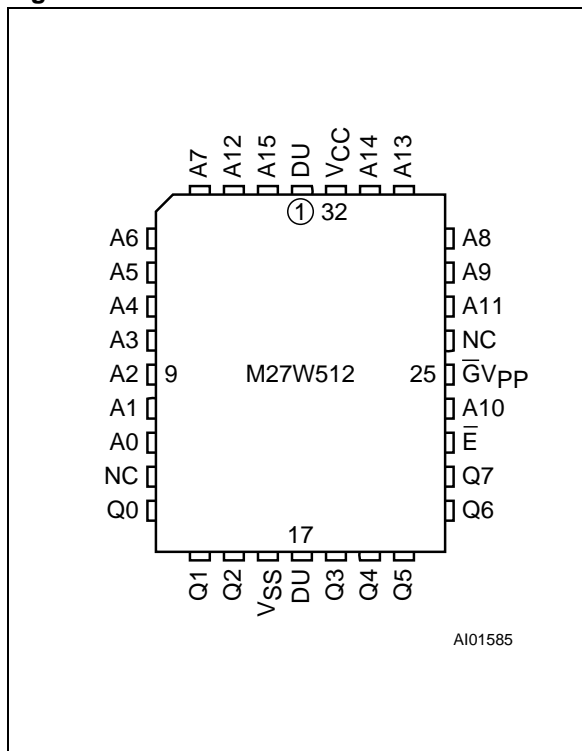 A7 A12 A15 DU VCC A14 A13
1 32
A6 A8
A5 A9
A4 A11
A3 NC
A2 9 M27W512 25 G̅VPP
A1 A10
A0 E̅
NC Q7
Q0 Q6
17
Q1 Q2 VSS DU Q3 Q4 Q5
AI01585